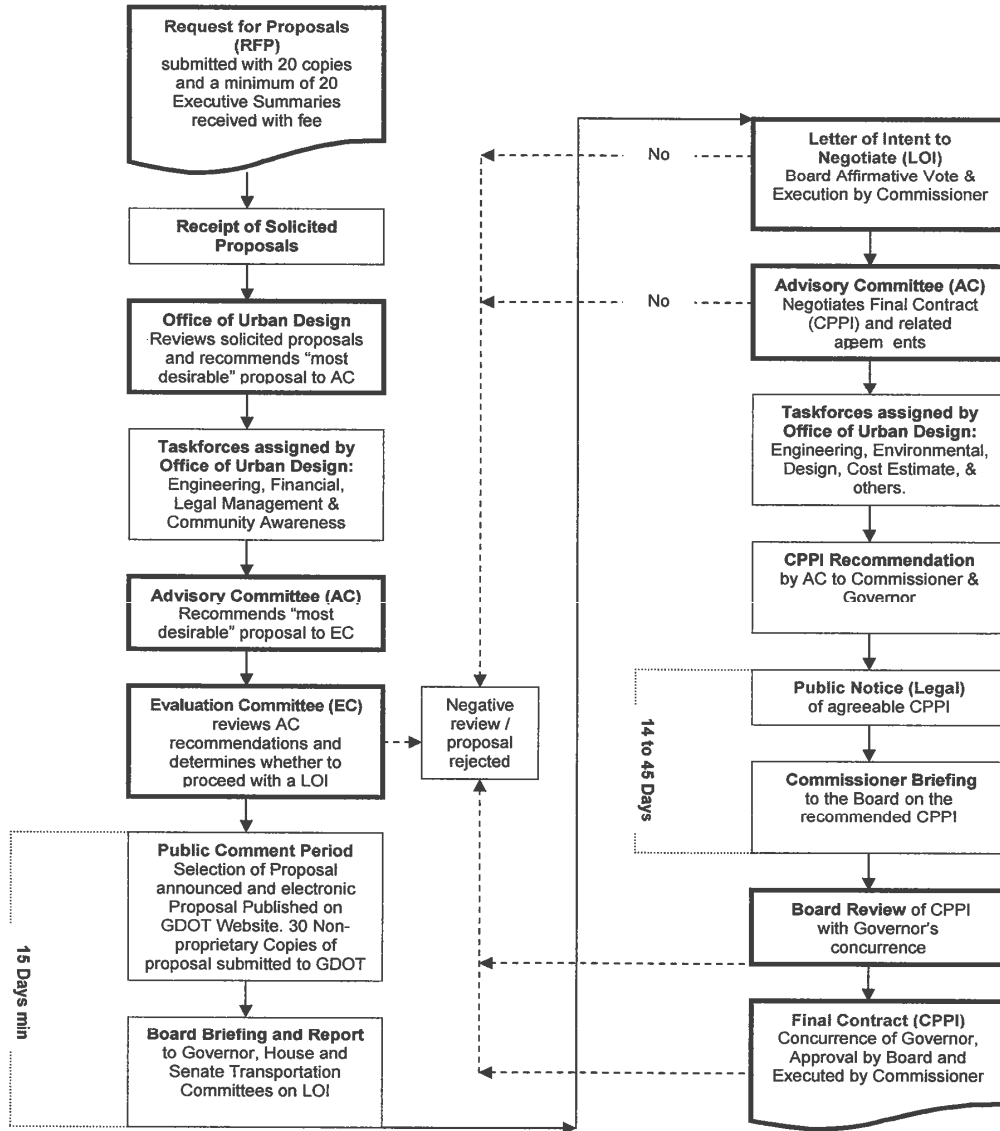 Request for Proposals
(RFP)
submitted with 20 copies
and a minimum of 20
Executive Summaries
received with fee
Receipt of Solicited
Proposals
Office of Urban Design
Reviews solicited proposals
and recommends “most
desirable” proposal to AC
Taskforces assigned by
Office of Urban Design:
Engineering, Financial,
Legal Management &
Community Awareness
Advisory Committee (AC)
Recommends “most
desirable” proposal to EC
Evaluation Committee (EC)
reviews AC
recommendations and
determines whether to
proceed with a LOI
Negative
review /
proposal
rejected
15 Days min
Public Comment Period
Selection of Proposal
announced and electronic
Proposal Published on
GDOT Website. 30 Non-
proprietary Copies of
proposal submitted to GDOT
Board Briefing and Report
to Governor, House and
Senate Transportation
Committees on LOI
Letter of Intent to
Negotiate (LOI)
Board Affirmative Vote &
Execution by Commissioner
No
Advisory Committee (AC)
Negotiates Final Contract
(CPPI) and related
agreem ents
No
Taskforces assigned by
Office of Urban Design:
Engineering, Environmental,
Design, Cost Estimate, &
others.
CPPI Recommendation
by AC to Commissioner &
Governor
14 to 45 Days
Public Notice (Legal)
of agreeable CPPI
Commissioner Briefing
to the Board on the
recommended CPPI
Board Review of CPPI
with Governor's
concurrence
Final Contract (CPPI)
Concurrence of Governor,
Approval by Board and
Executed by Commissioner